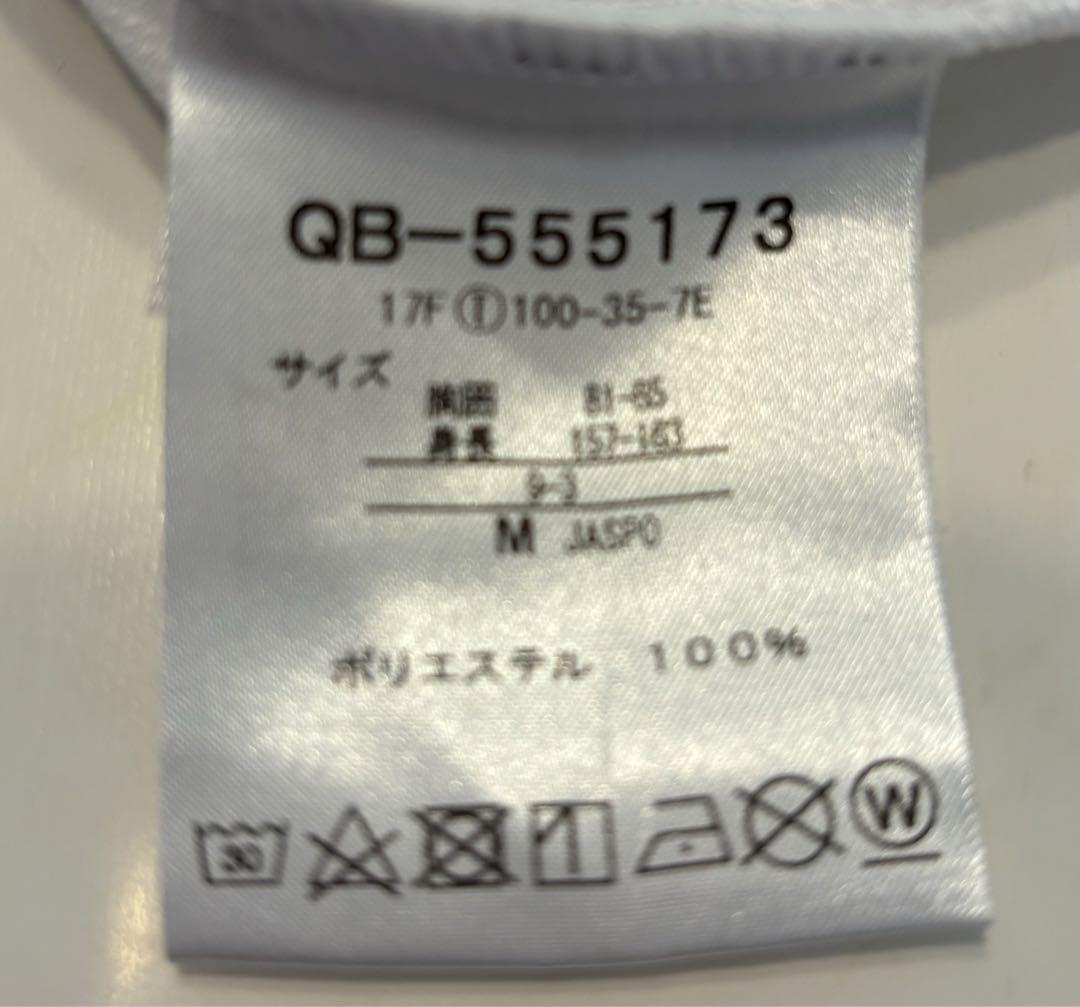 QB-555173
17F Ⓣ100-35-7E
サイズ
胸囲 81-85
身長 157-163
9-3
M JASPO
ポリエステル 100%
30
W